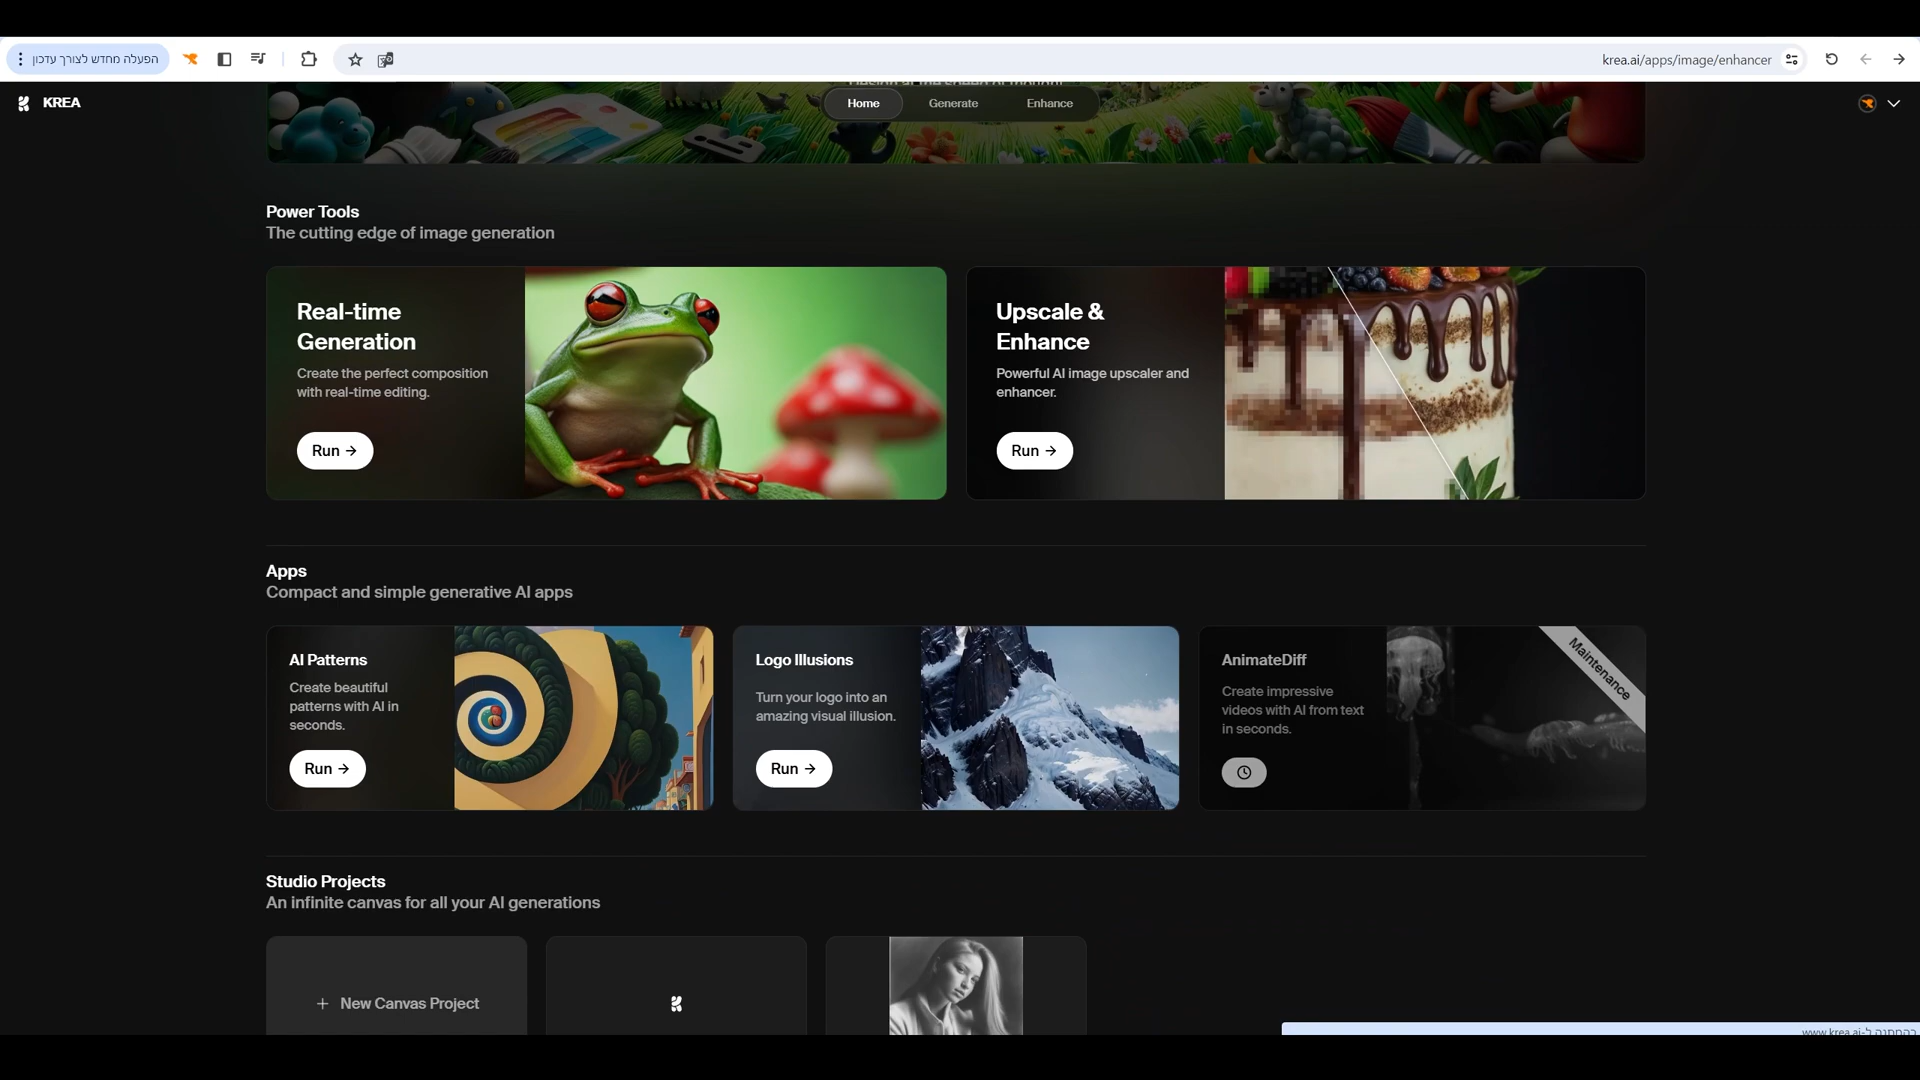 הפעלה מחדש לצורך עדכון
krea.ai/apps/image/enhancer
KREA
Home
Generate
Enhance
Power Tools
The cutting edge of image generation
Real-time
Generation
Create the perfect composition
with real-time editing.
Run →
Upscale &
Enhance
Powerful AI image upscaler and
enhancer.
Run →
Apps
Compact and simple generative AI apps
AI Patterns
Create beautiful
patterns with AI in
seconds.
Run →
Logo Illusions
Turn your logo into an
amazing visual illusion.
Run →
AnimateDiff
Create impressive
videos with AI from text
in seconds.
Maintenance
Studio Projects
An infinite canvas for all your AI generations
+ New Canvas Project